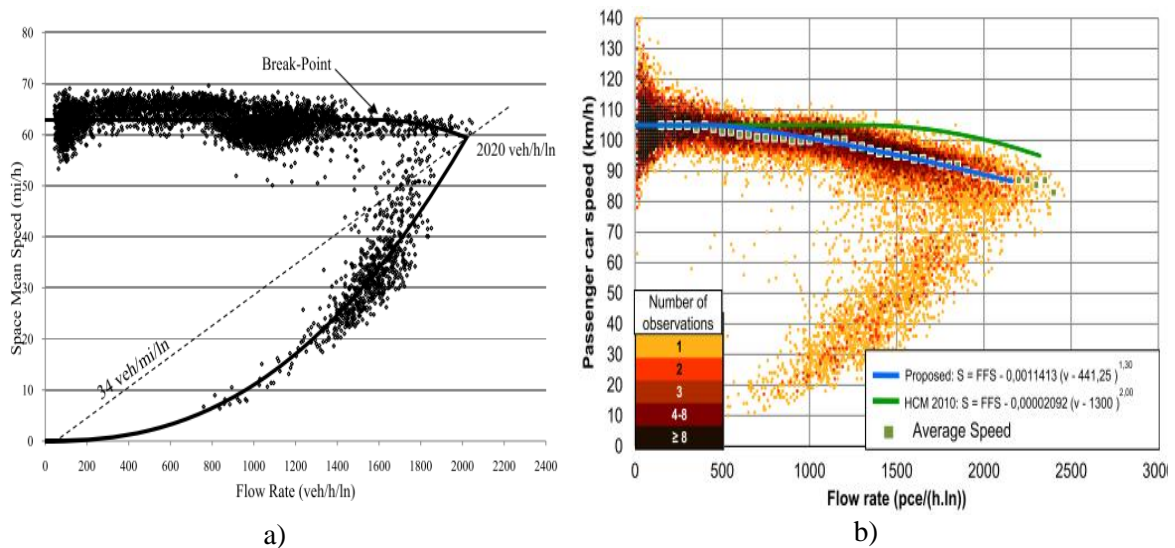 80
70
60
50
40
30
20
10
0
Space Mean Speed (mi/h)
Break-Point
2020 veh/h/ln
34 veh/mi/ln
0 200 400 600 800 1000 1200 1400 1600 1800 2000 2200 2400
Flow Rate (veh/h/ln)
a)
140
130
120
110
100
90
80
70
60
50
40
30
20
10
0
Passenger car speed (km/h)
Number of
observations
1
2
3
4-8
≥ 8
Proposed: S = FFS - 0,0011413 (v - 441,25)^1,30
HCM 2010: S = FFS - 0,00002092 (v - 1300)^2,00
Average Speed
0 500 1000 1500 2000 2500 3000
Flow rate (pce/(h.ln))
b)